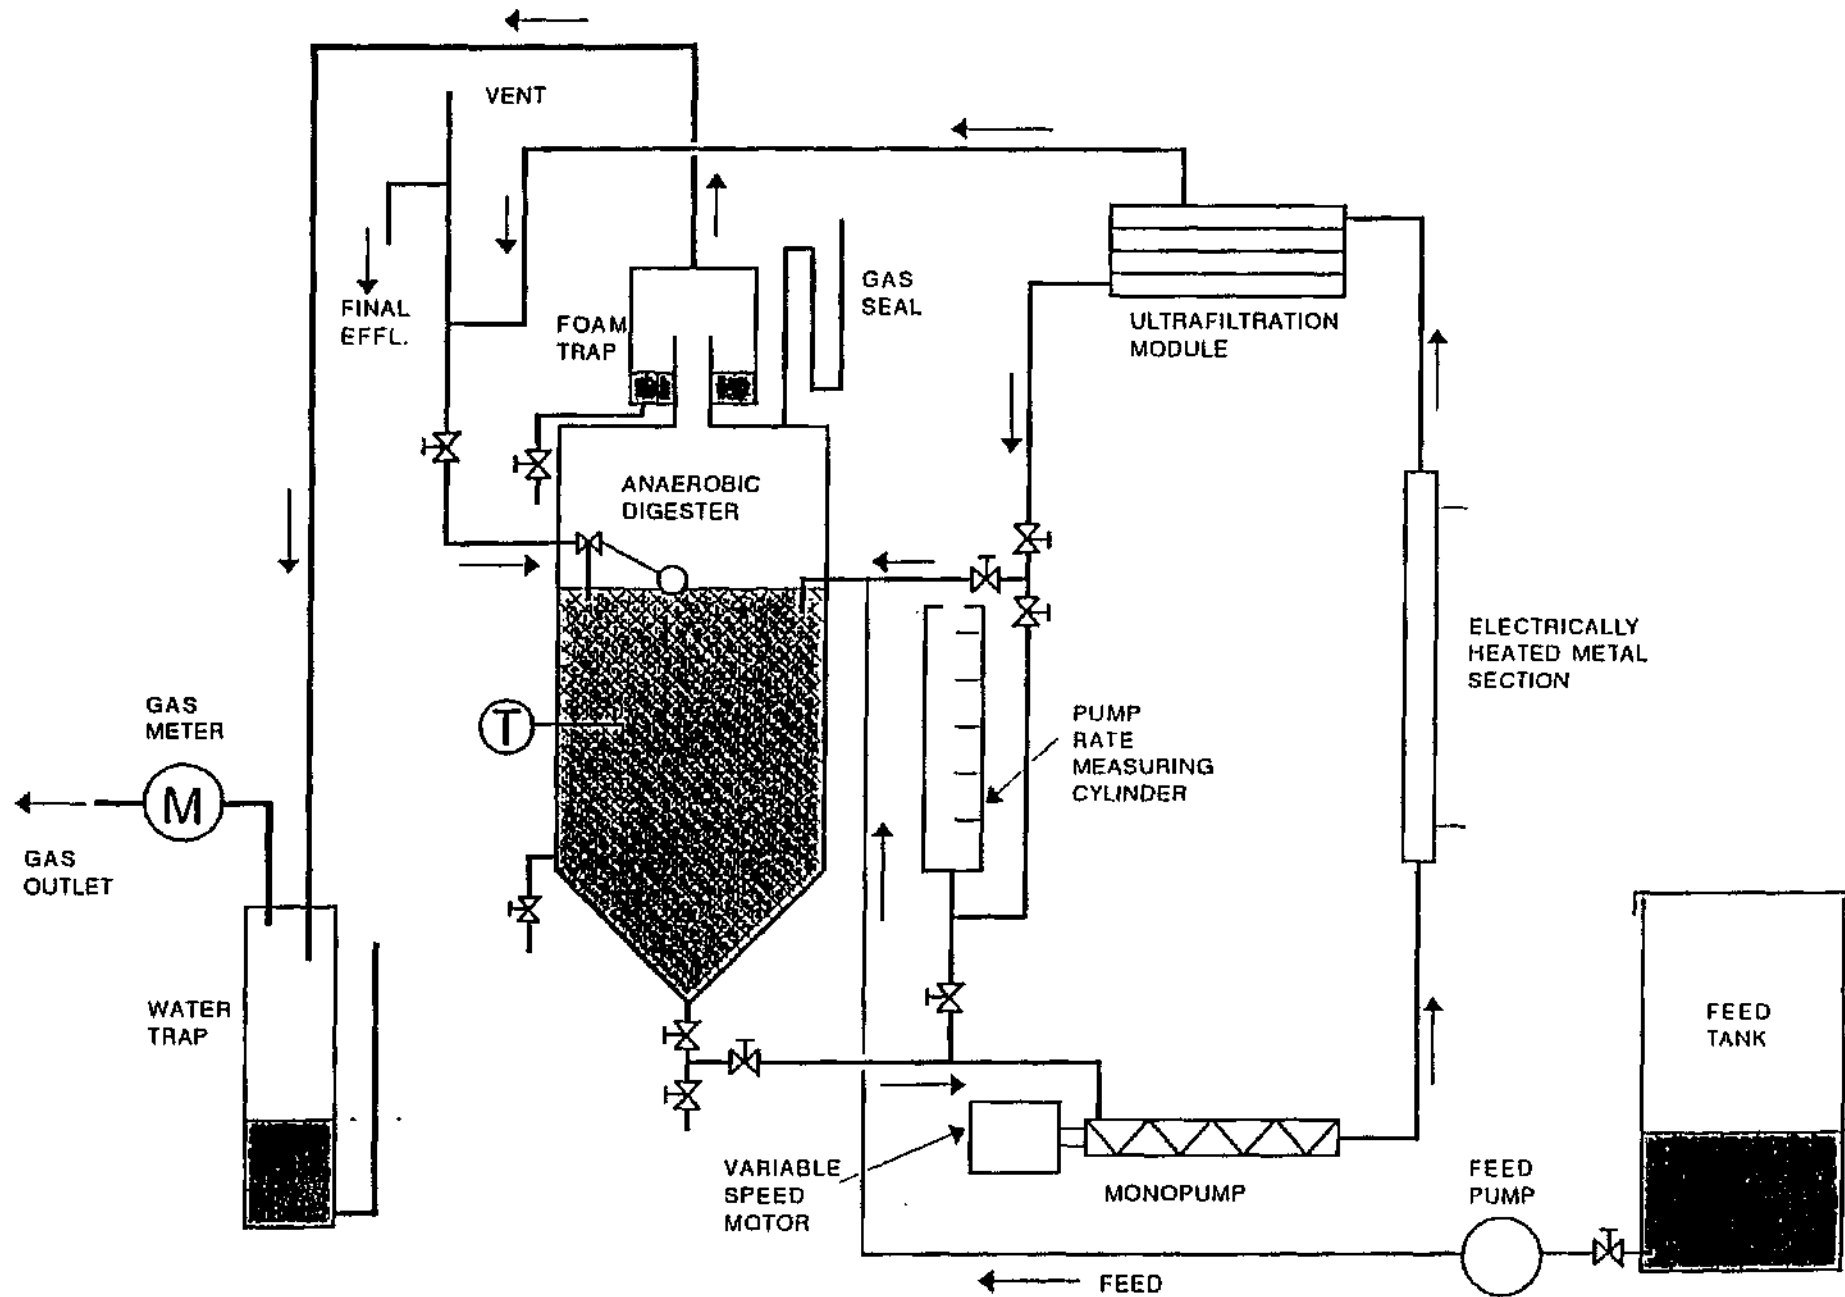 VENT
GAS
SEAL
FINAL
EFFL.
FOAM
TRAP
ULTRAFILTRATION
MODULE
ANAEROBIC
DIGESTER
ELECTRICALLY
HEATED METAL
SECTION
GAS
METER
T
PUMP
RATE
MEASURING
CYLINDER
M
GAS
OUTLET
WATER
TRAP
FEED
TANK
VARIABLE
SPEED
MOTOR
MONOPUMP
FEED
PUMP
FEED